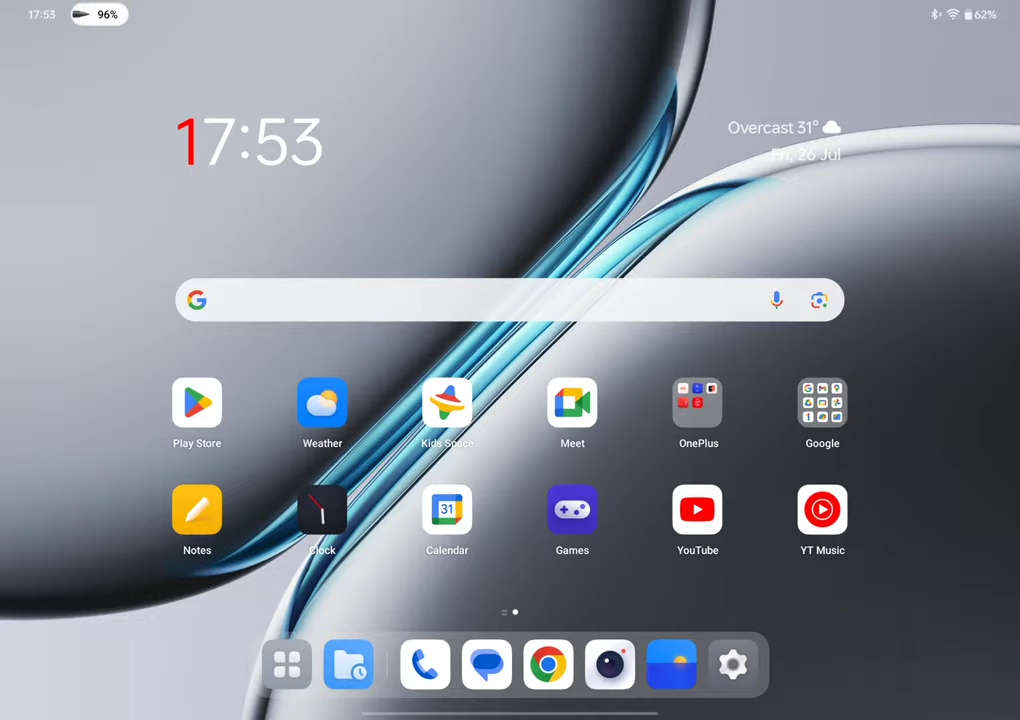 17:53 96% 62%
17:53
Overcast 31°
Fri, 26 Jul
Play Store Weather Kids Space Meet OnePlus Google
31
Notes Clock Calendar Games YouTube YT Music